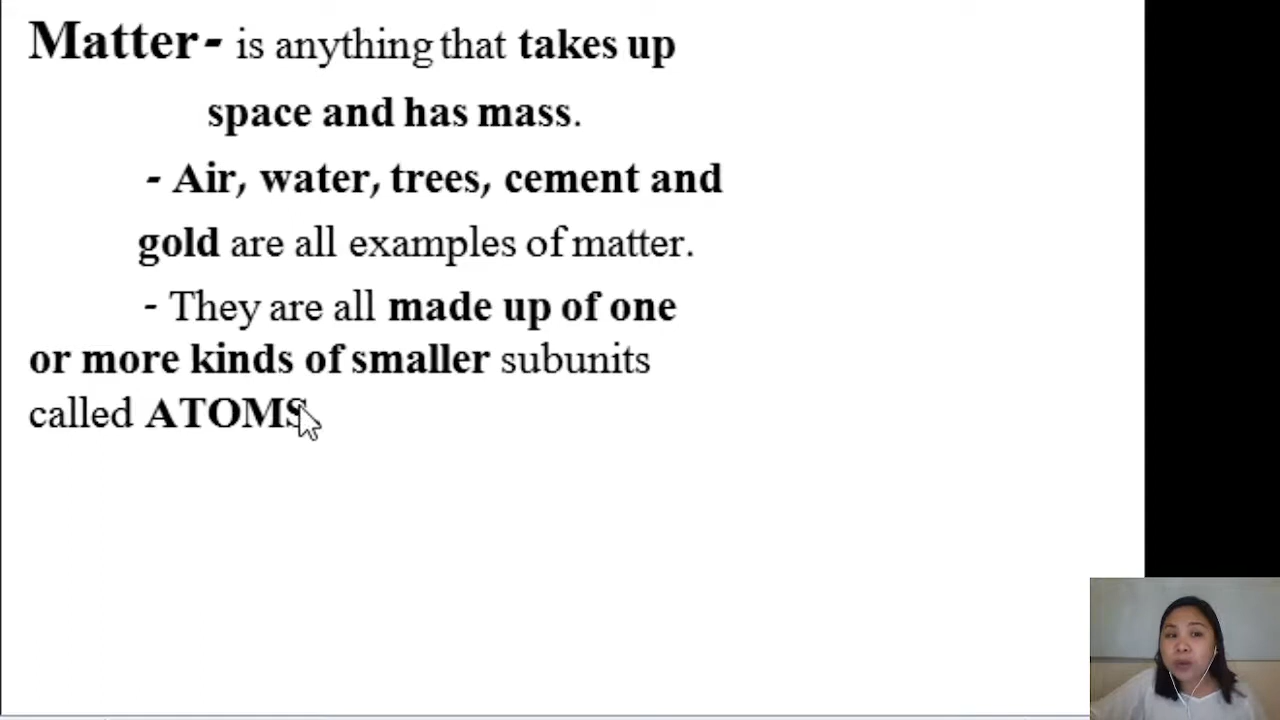 Matter- is anything that takes up
space and has mass.
- Air, water, trees, cement and
gold are all examples of matter.
- They are all made up of one
or more kinds of smaller subunits
called ATOMS